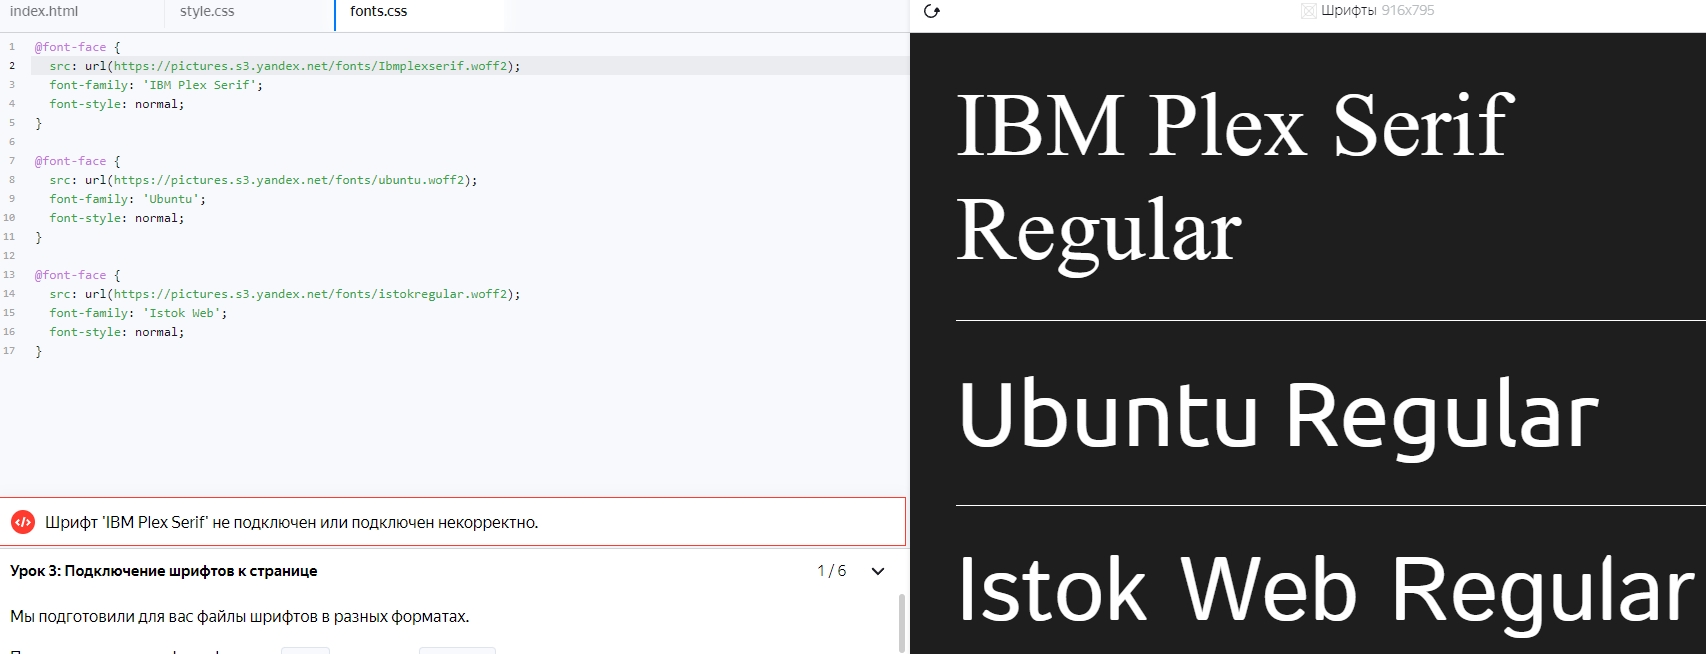 index.html
style.css
fonts.css
Шрифты 916x795
1 @font-face {
2 src: url(https://pictures.s3.yandex.net/fonts/Ibmplexserif.woff2);
3 font-family: 'IBM Plex Serif';
4 font-style: normal;
5 }
6
7 @font-face {
8 src: url(https://pictures.s3.yandex.net/fonts/ubuntu.woff2);
9 font-family: 'Ubuntu';
10 font-style: normal;
11 }
12
13 @font-face {
14 src: url(https://pictures.s3.yandex.net/fonts/istokregular.woff2);
15 font-family: 'Istok Web';
16 font-style: normal;
17 }
Шрифт 'IBM Plex Serif' не подключен или подключен некорректно.
Урок 3: Подключение шрифтов к странице
1 / 6
Мы подготовили для вас файлы шрифтов в разных форматах.
IBM Plex Serif
Regular
Ubuntu Regular
Istok Web Regular